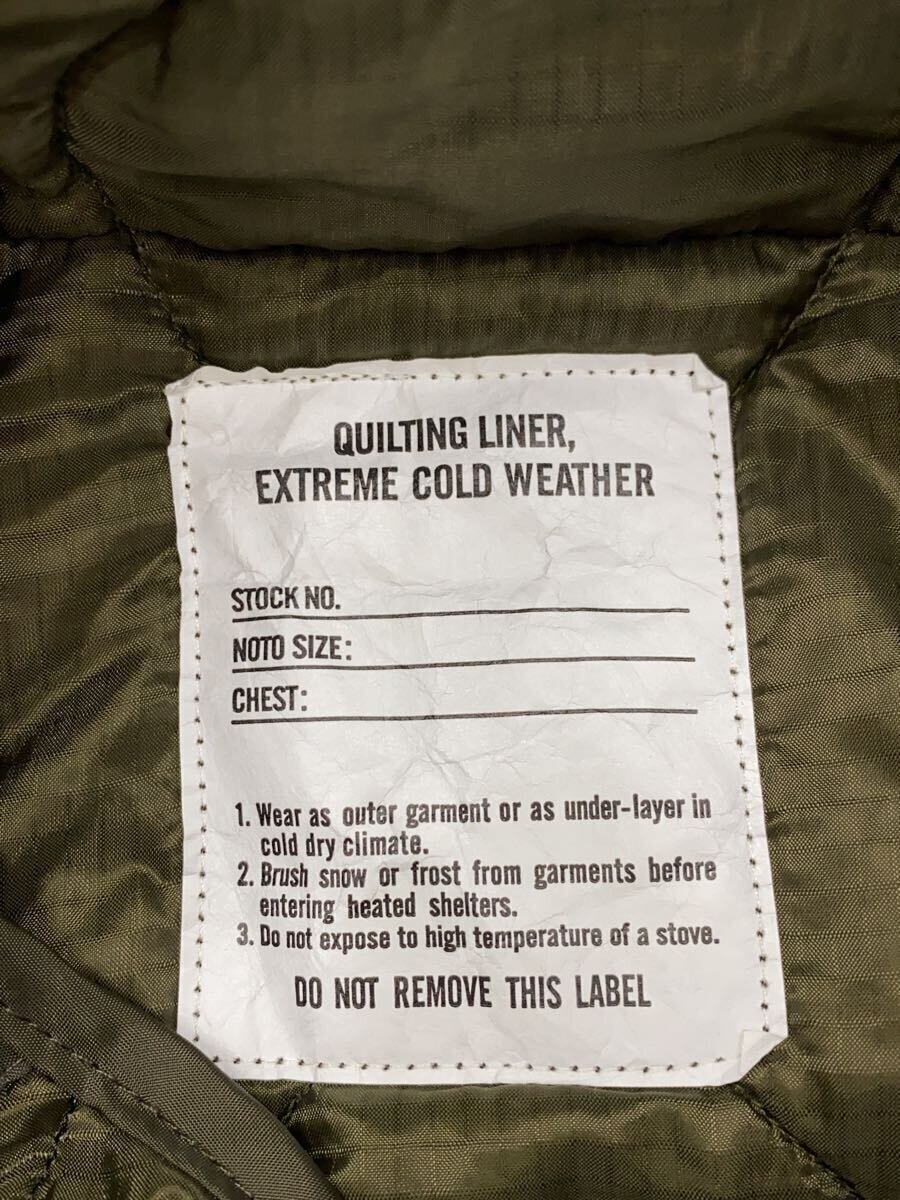 QUILTING LINER,
EXTREME COLD WEATHER
STOCK NO.
NOTO SIZE:
CHEST:
1. Wear as outer garment or as under-layer in
cold dry climate.
2. Brush snow or frost from garments before
entering heated shelters.
3. Do not expose to high temperature of a stove.
DO NOT REMOVE THIS LABEL